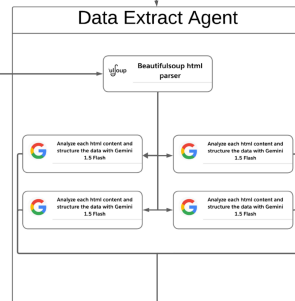 Data Extract Agent
Beautifulsoup html
parser
Analyze each html content and
structure the data with Gemini
1.5 Flash
Analyze each html content and
structure the data with Gemini
1.5 Flash
Analyze each html content and
structure the data with Gemini
1.5 Flash
Analyze each html content and
structure the data with Gemini
1.5 Flash